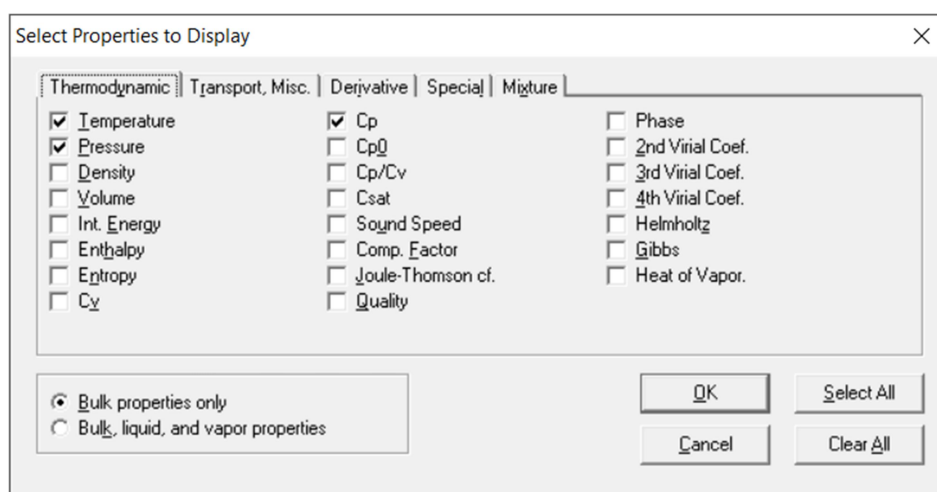 Select Properties to Display
Thermodynamic Transport, Misc. Derivative Special Mixture
Temperature Cp Phase
Pressure Cp0 2nd Virial Coef.
Density Cp/Cv 3rd Virial Coef.
Volume Csat 4th Virial Coef.
Int. Energy Sound Speed Helmholtz
Enthalpy Comp. Factor Gibbs
Entropy Joule-Thomson cf. Heat of Vapor.
Cv Quality
Bulk properties only OK Select All
Bulk, liquid, and vapor properties Cancel Clear All